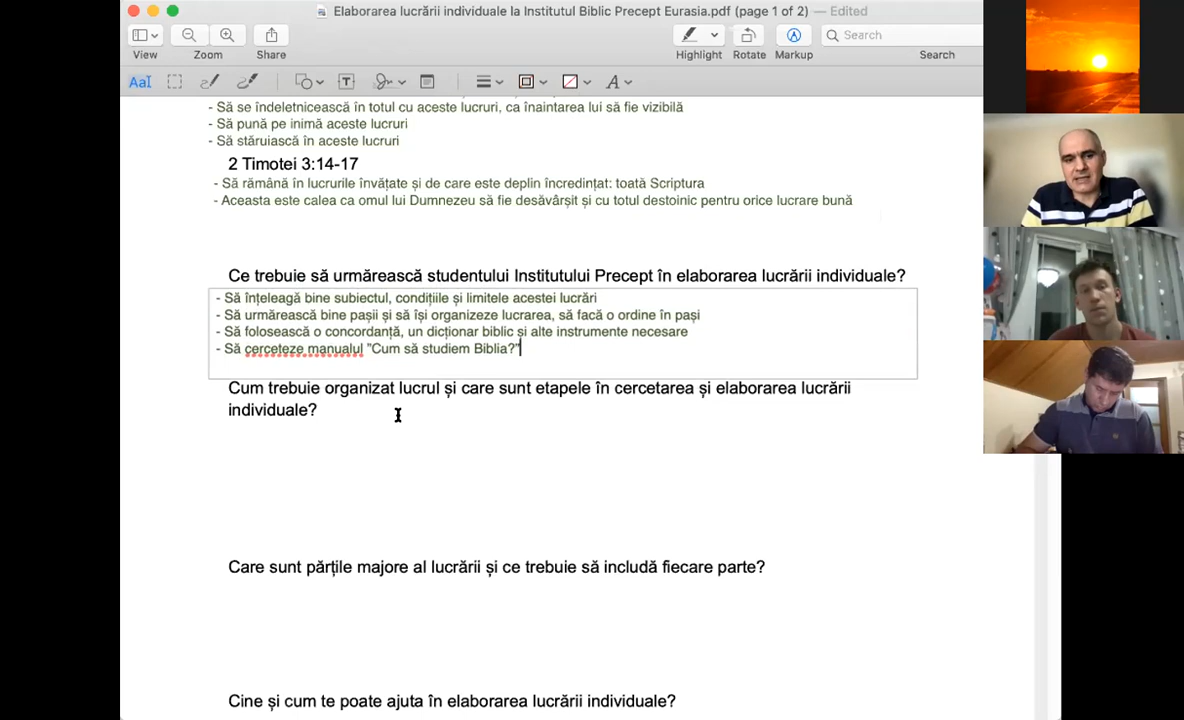 Elaborarea lucrării individuale la Institutul Biblic Precept Eurasia.pdf (page 1 of 2) — Edited
Search
View
Zoom
Share
Highlight
Rotate
Markup
Search
AaI
T
A
- Să se îndeletnicească în totul cu aceste lucruri, ca înaintarea lui să fie vizibilă
- Să pună pe inimă aceste lucruri
- Să stăruiască în aceste lucruri
2 Timotei 3:14-17
- Să rămână în lucrurile învățate și de care este deplin încredințat: toată Scriptura
- Aceasta este calea ca omul lui Dumnezeu să fie desăvârșit și cu totul destoinic pentru orice lucrare bună
Ce trebuie să urmărească studentului Institutului Precept în elaborarea lucrării individuale?
- Să înțeleagă bine subiectul, condițiile și limitele acestei lucrări
- Să urmărească bine pașii și să își organizeze lucrarea, să facă o ordine în pași
- Să folosească o concordanță, un dicționar biblic și alte instrumente necesare
- Să cerceteze manualul ”Cum să studiem Biblia?”
Cum trebuie organizat lucrul și care sunt etapele în cercetarea și elaborarea lucrării
individuale?
Care sunt părțile majore al lucrării și ce trebuie să includă fiecare parte?
Cine și cum te poate ajuta în elaborarea lucrării individuale?